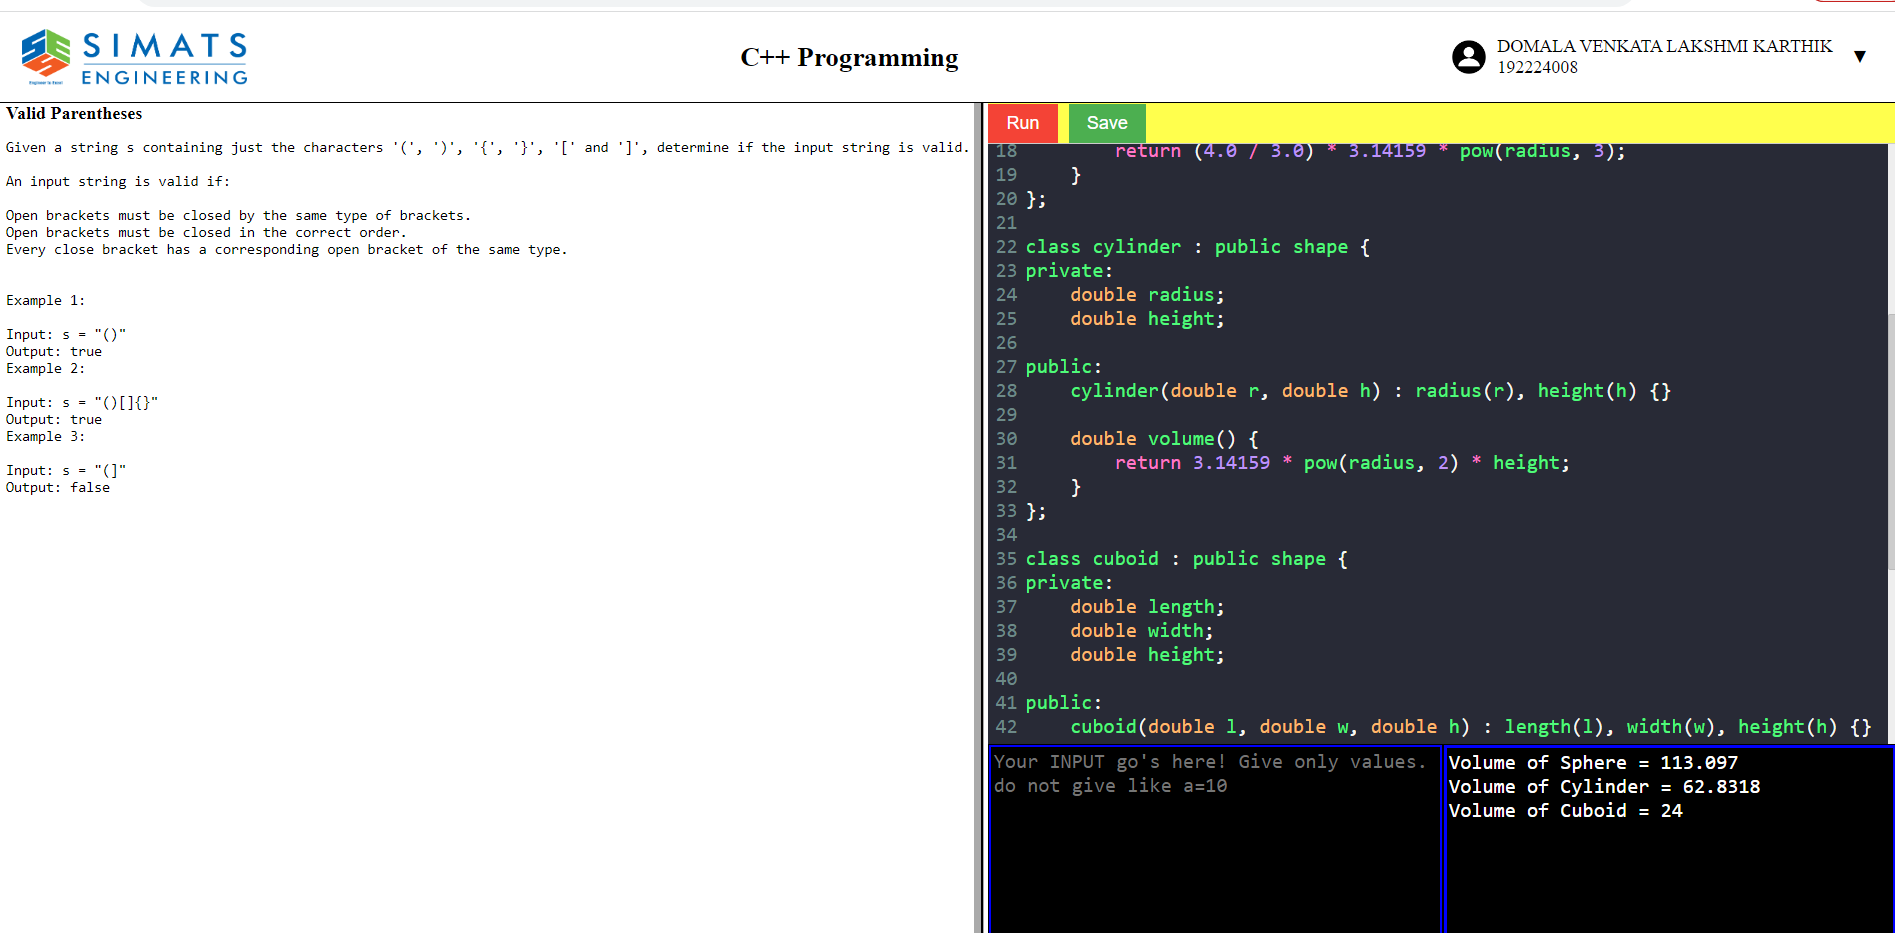 SIMATS
ENGINEERING
C++ Programming
DOMALA VENKATA LAKSHMI KARTHIK
192224008
▼
Valid Parentheses
Given a string s containing just the characters '(', ')', '{', '}', '[' and ']', determine if the input string is valid.
An input string is valid if:
Open brackets must be closed by the same type of brackets.
Open brackets must be closed in the correct order.
Every close bracket has a corresponding open bracket of the same type.
Example 1:
Input: s = "()"
Output: true
Example 2:
Input: s = "()[]{}"
Output: true
Example 3:
Input: s = "(]"
Output: false
Run Save
18         return (4.0 / 3.0) * 3.14159 * pow(radius, 3);
19     }
20 };
21
22 class cylinder : public shape {
23 private:
24     double radius;
25     double height;
26
27 public:
28     cylinder(double r, double h) : radius(r), height(h) {}
29
30     double volume() {
31         return 3.14159 * pow(radius, 2) * height;
32     }
33 };
34
35 class cuboid : public shape {
36 private:
37     double length;
38     double width;
39     double height;
40
41 public:
42     cuboid(double l, double w, double h) : length(l), width(w), height(h) {}
Your INPUT go's here! Give only values.
do not give like a=10
Volume of Sphere = 113.097
Volume of Cylinder = 62.8318
Volume of Cuboid = 24